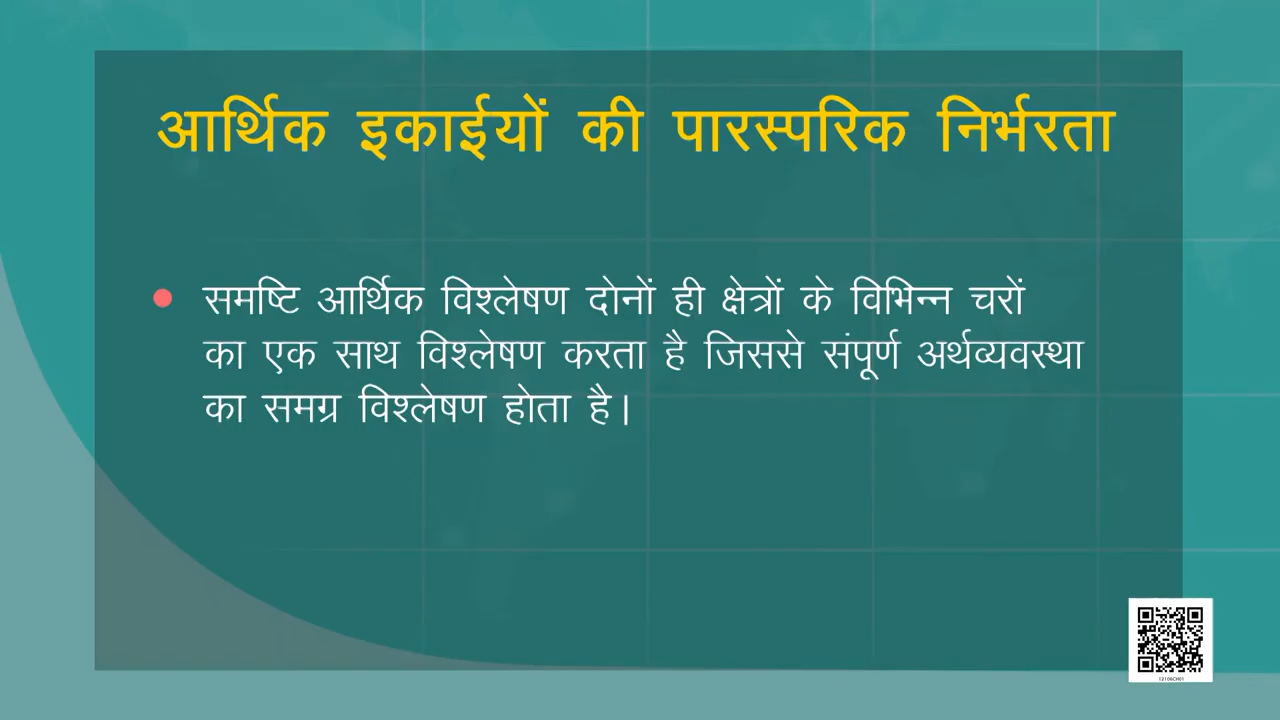 आर्थिक इकाईयों की पारस्परिक निर्भरता
समष्टि आर्थिक विश्लेषण दोनों ही क्षेत्रों के विभिन्न चरों
का एक साथ विश्लेषण करता है जिससे संपूर्ण अर्थव्यवस्था
का समग्र विश्लेषण होता है।
12106CH01